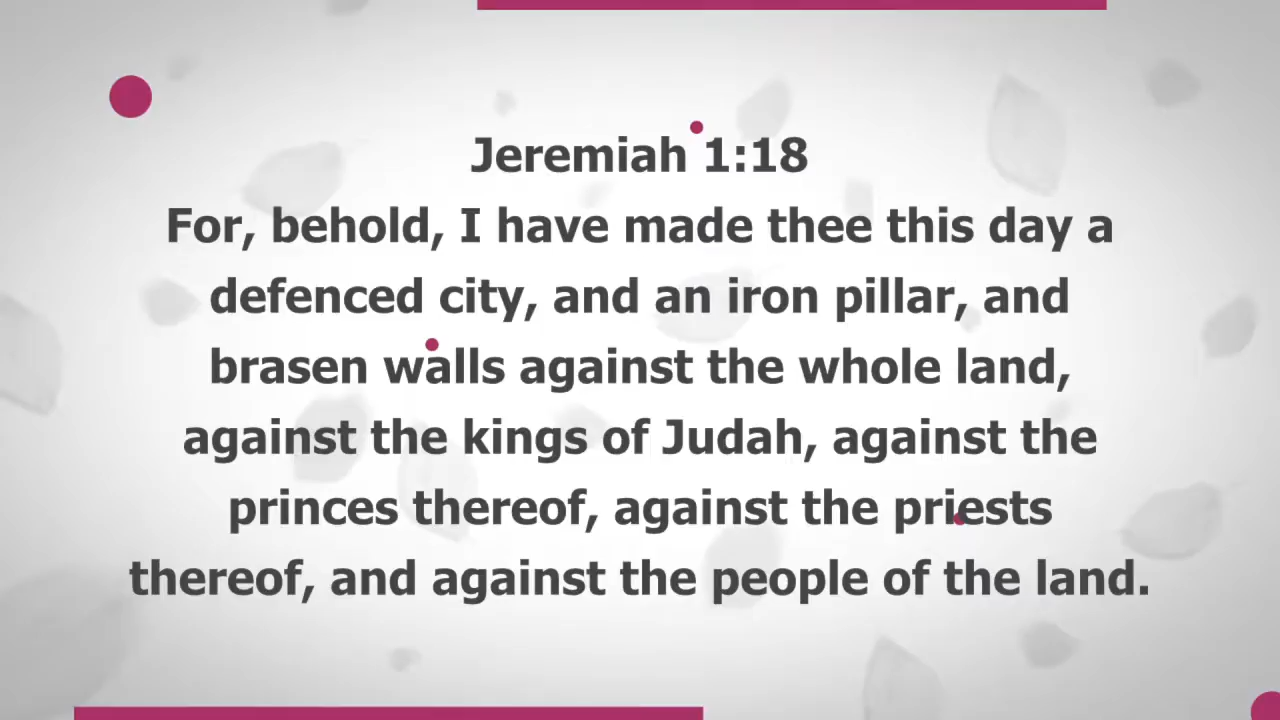 Jeremiah 1:18
For, behold, I have made thee this day a
defenced city, and an iron pillar, and
brasen walls against the whole land,
against the kings of Judah, against the
princes thereof, against the priests
thereof, and against the people of the land.